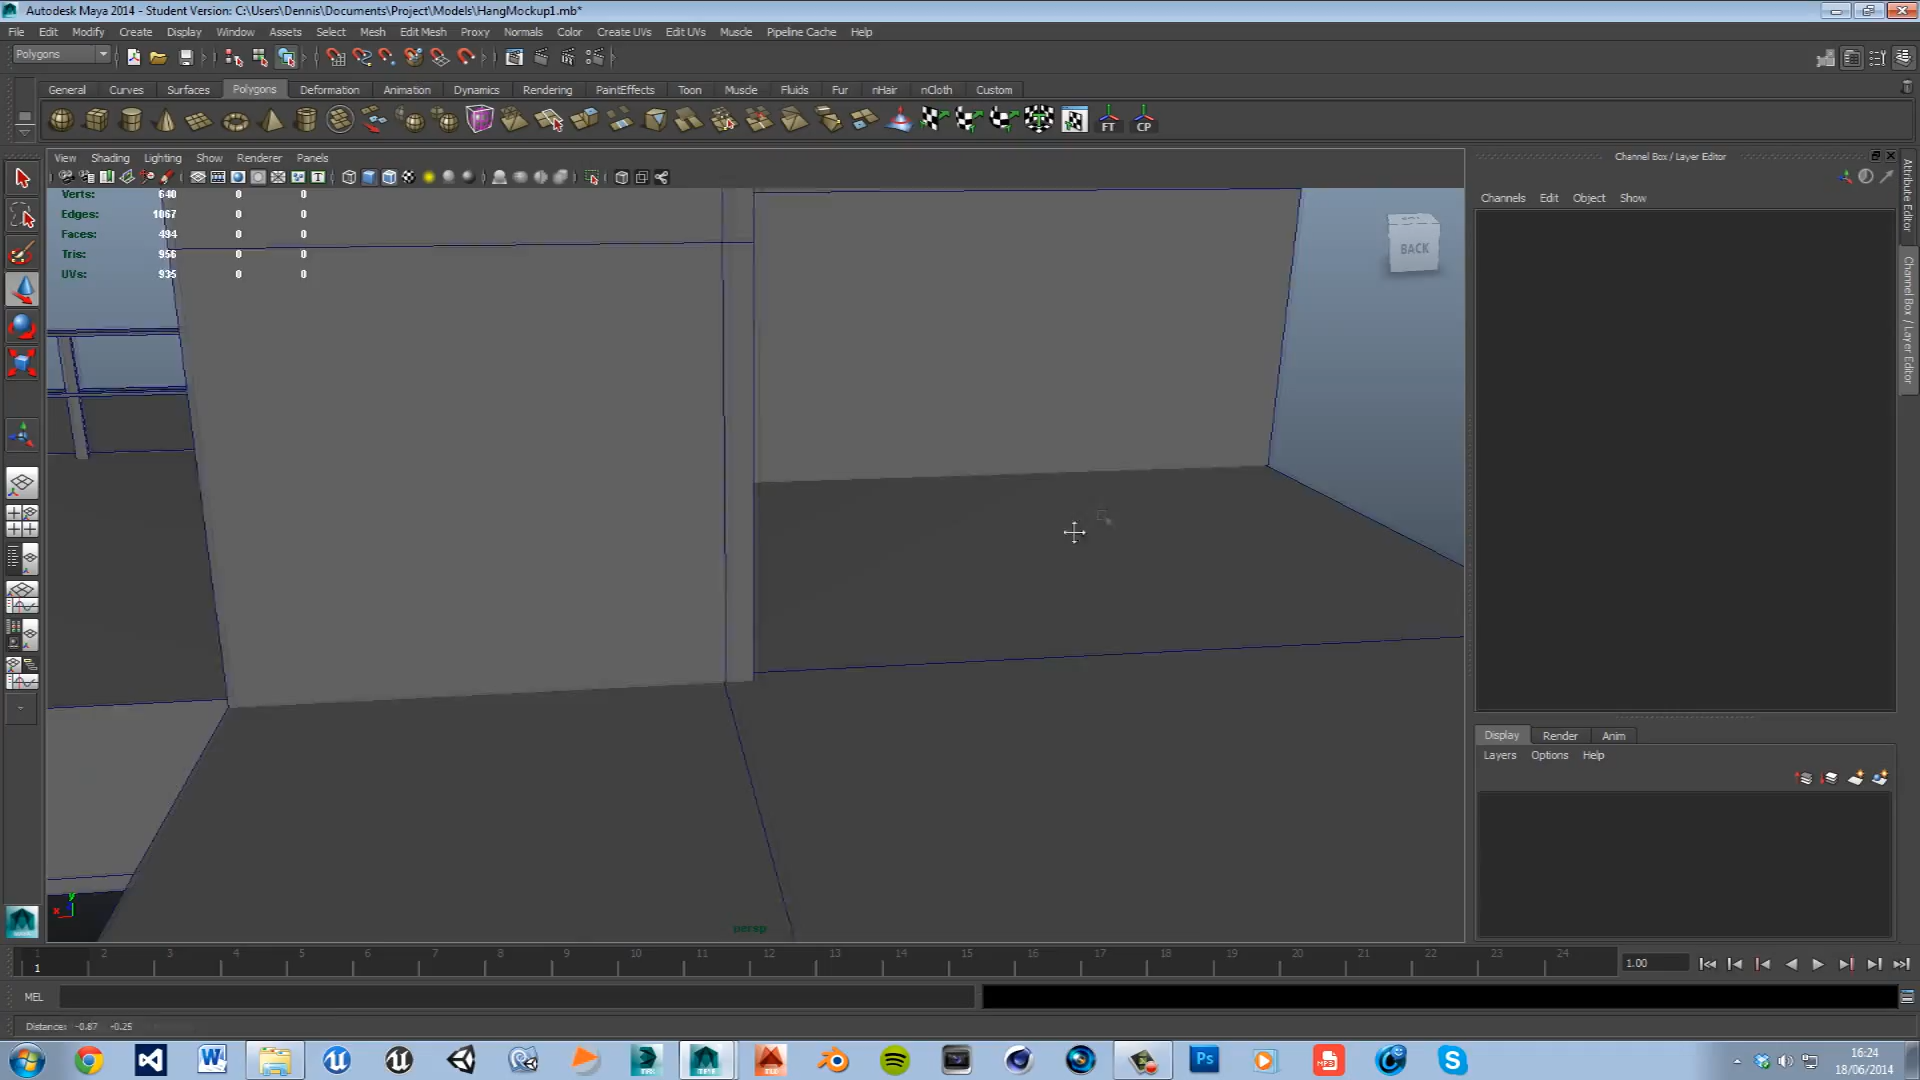 Autodesk Maya 2014 - Student Version: C:\Users\Dennis\Documents\Project\Models\HangMockup1.mb*
File Edit Modify Create Display Window Assets Select Mesh Edit Mesh Proxy Normals Color Create UVs Edit UVs Muscle Pipeline Cache Help
Polygons
General Curves Surfaces Polygons Deformation Animation Dynamics Rendering PaintEffects Toon Muscle Fluids Fur nHair nCloth Custom
FT CP
View Shading Lighting Show Renderer Panels
Channel Box / Layer Editor
Channels Edit Object Show
Verts: 640 0 0
Edges: 1067 0 0
Faces: 494 0 0
Tris: 956 0 0
UVs: 935 0 0
BACK
Attribute Editor
Channel Box / Layer Editor
Display Render Anim
Layers Options Help
y
x
persp
1 2 3 4 5 6 7 8 9 10 11 12 13 14 15 16 17 18 19 20 21 22 23 24
1
1.00
MEL
Distance: -0.87 -0.25
Ps
MP3
16:24
18/06/2014